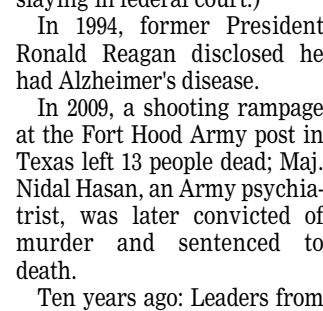 slaying in federal court.)
In 1994, former President
Ronald Reagan disclosed he
had Alzheimer's disease.
In 2009, a shooting rampage
at the Fort Hood Army post in
Texas left 13 people dead; Maj.
Nidal Hasan, an Army psychia-
trist, was later convicted of
murder and sentenced to
death.
Ten years ago: Leaders from